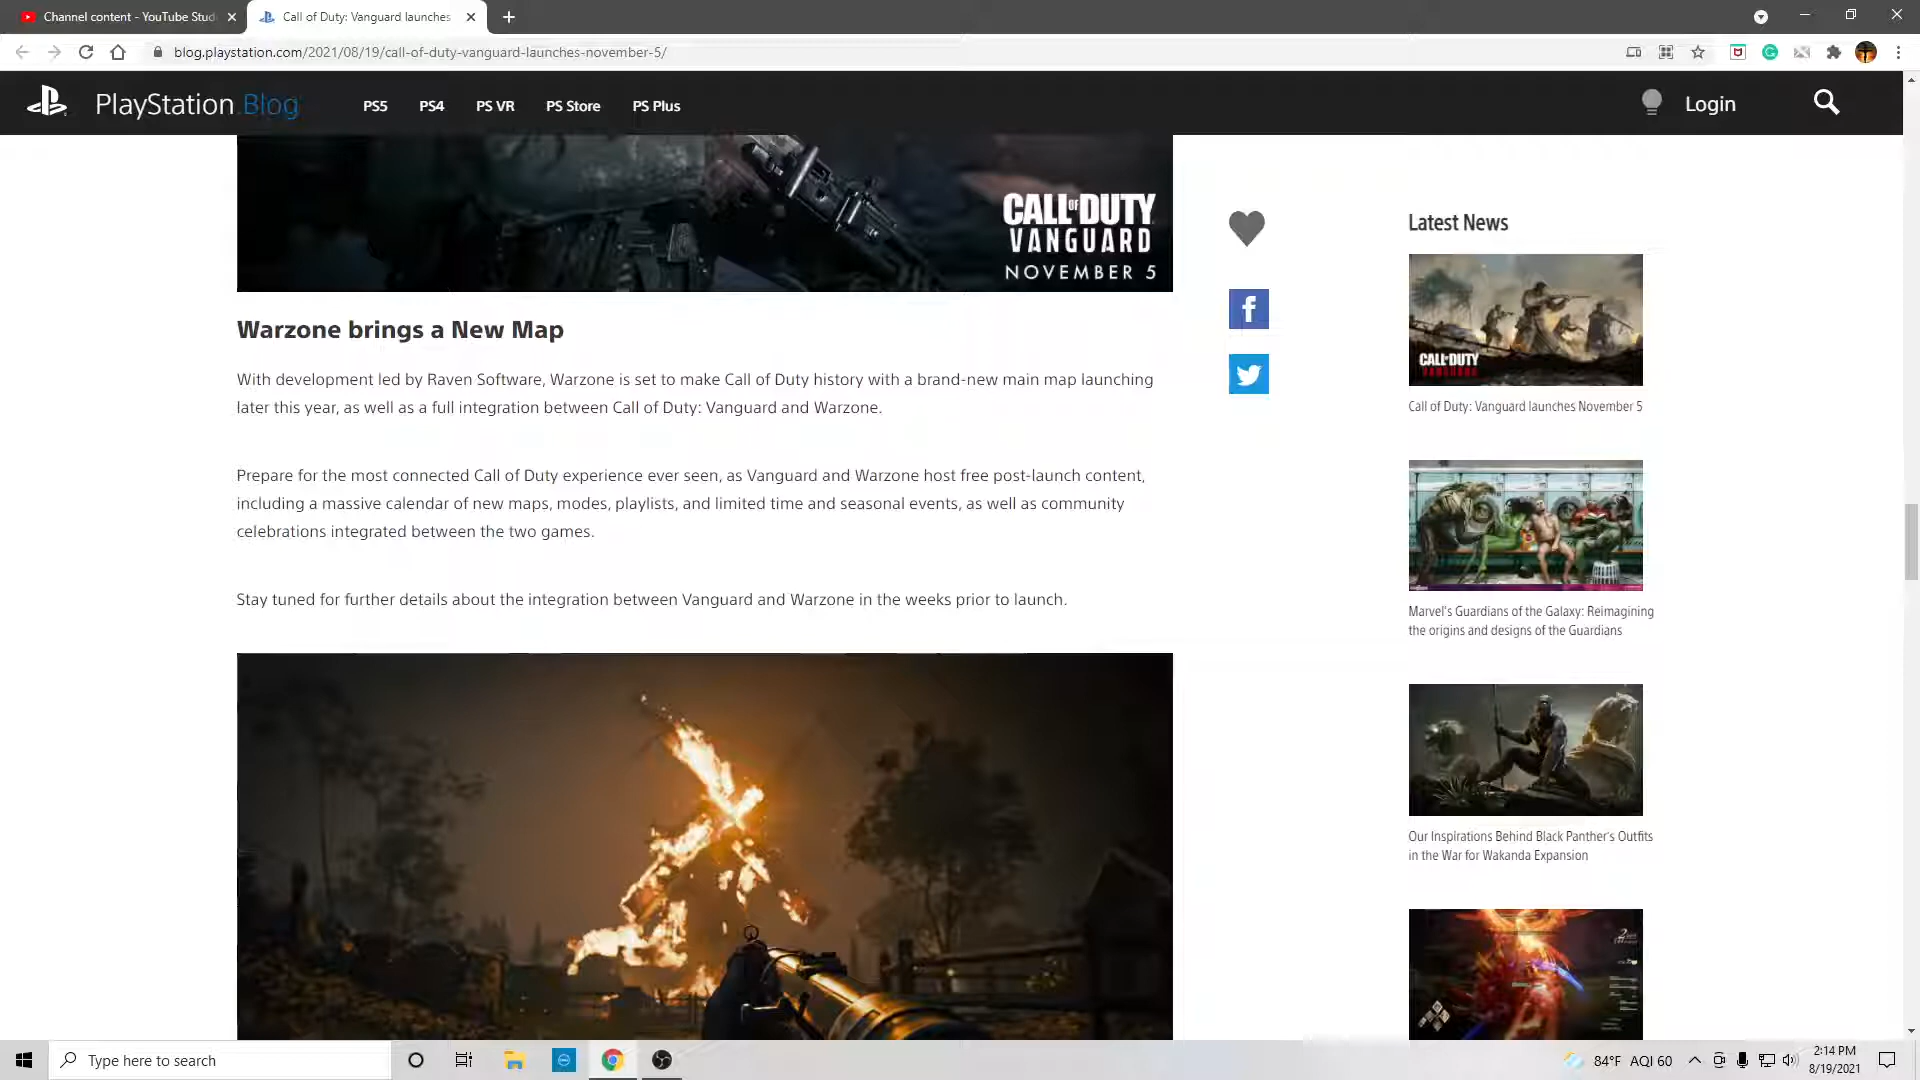 Channel content - YouTube Stud
Call of Duty: Vanguard launches
blog.playstation.com/2021/08/19/call-of-duty-vanguard-launches-november-5/
PlayStation.Blog
PS5
PS4
PS VR
PS Store
PS Plus
Login
CALL OF DUTY
VANGUARD
NOVEMBER 5
Warzone brings a New Map
With development led by Raven Software, Warzone is set to make Call of Duty history with a brand-new main map launching
later this year, as well as a full integration between Call of Duty: Vanguard and Warzone.
Prepare for the most connected Call of Duty experience ever seen, as Vanguard and Warzone host free post-launch content,
including a massive calendar of new maps, modes, playlists, and limited time and seasonal events, as well as community
celebrations integrated between the two games.
Stay tuned for further details about the integration between Vanguard and Warzone in the weeks prior to launch.
Latest News
CALL OF DUTY
VANGUARD
Call of Duty: Vanguard launches November 5
Marvel's Guardians of the Galaxy: Reimagining
the origins and designs of the Guardians
Our Inspirations Behind Black Panther's Outfits
in the War for Wakanda Expansion
Type here to search
84°F AQI 60
2:14 PM
8/19/2021